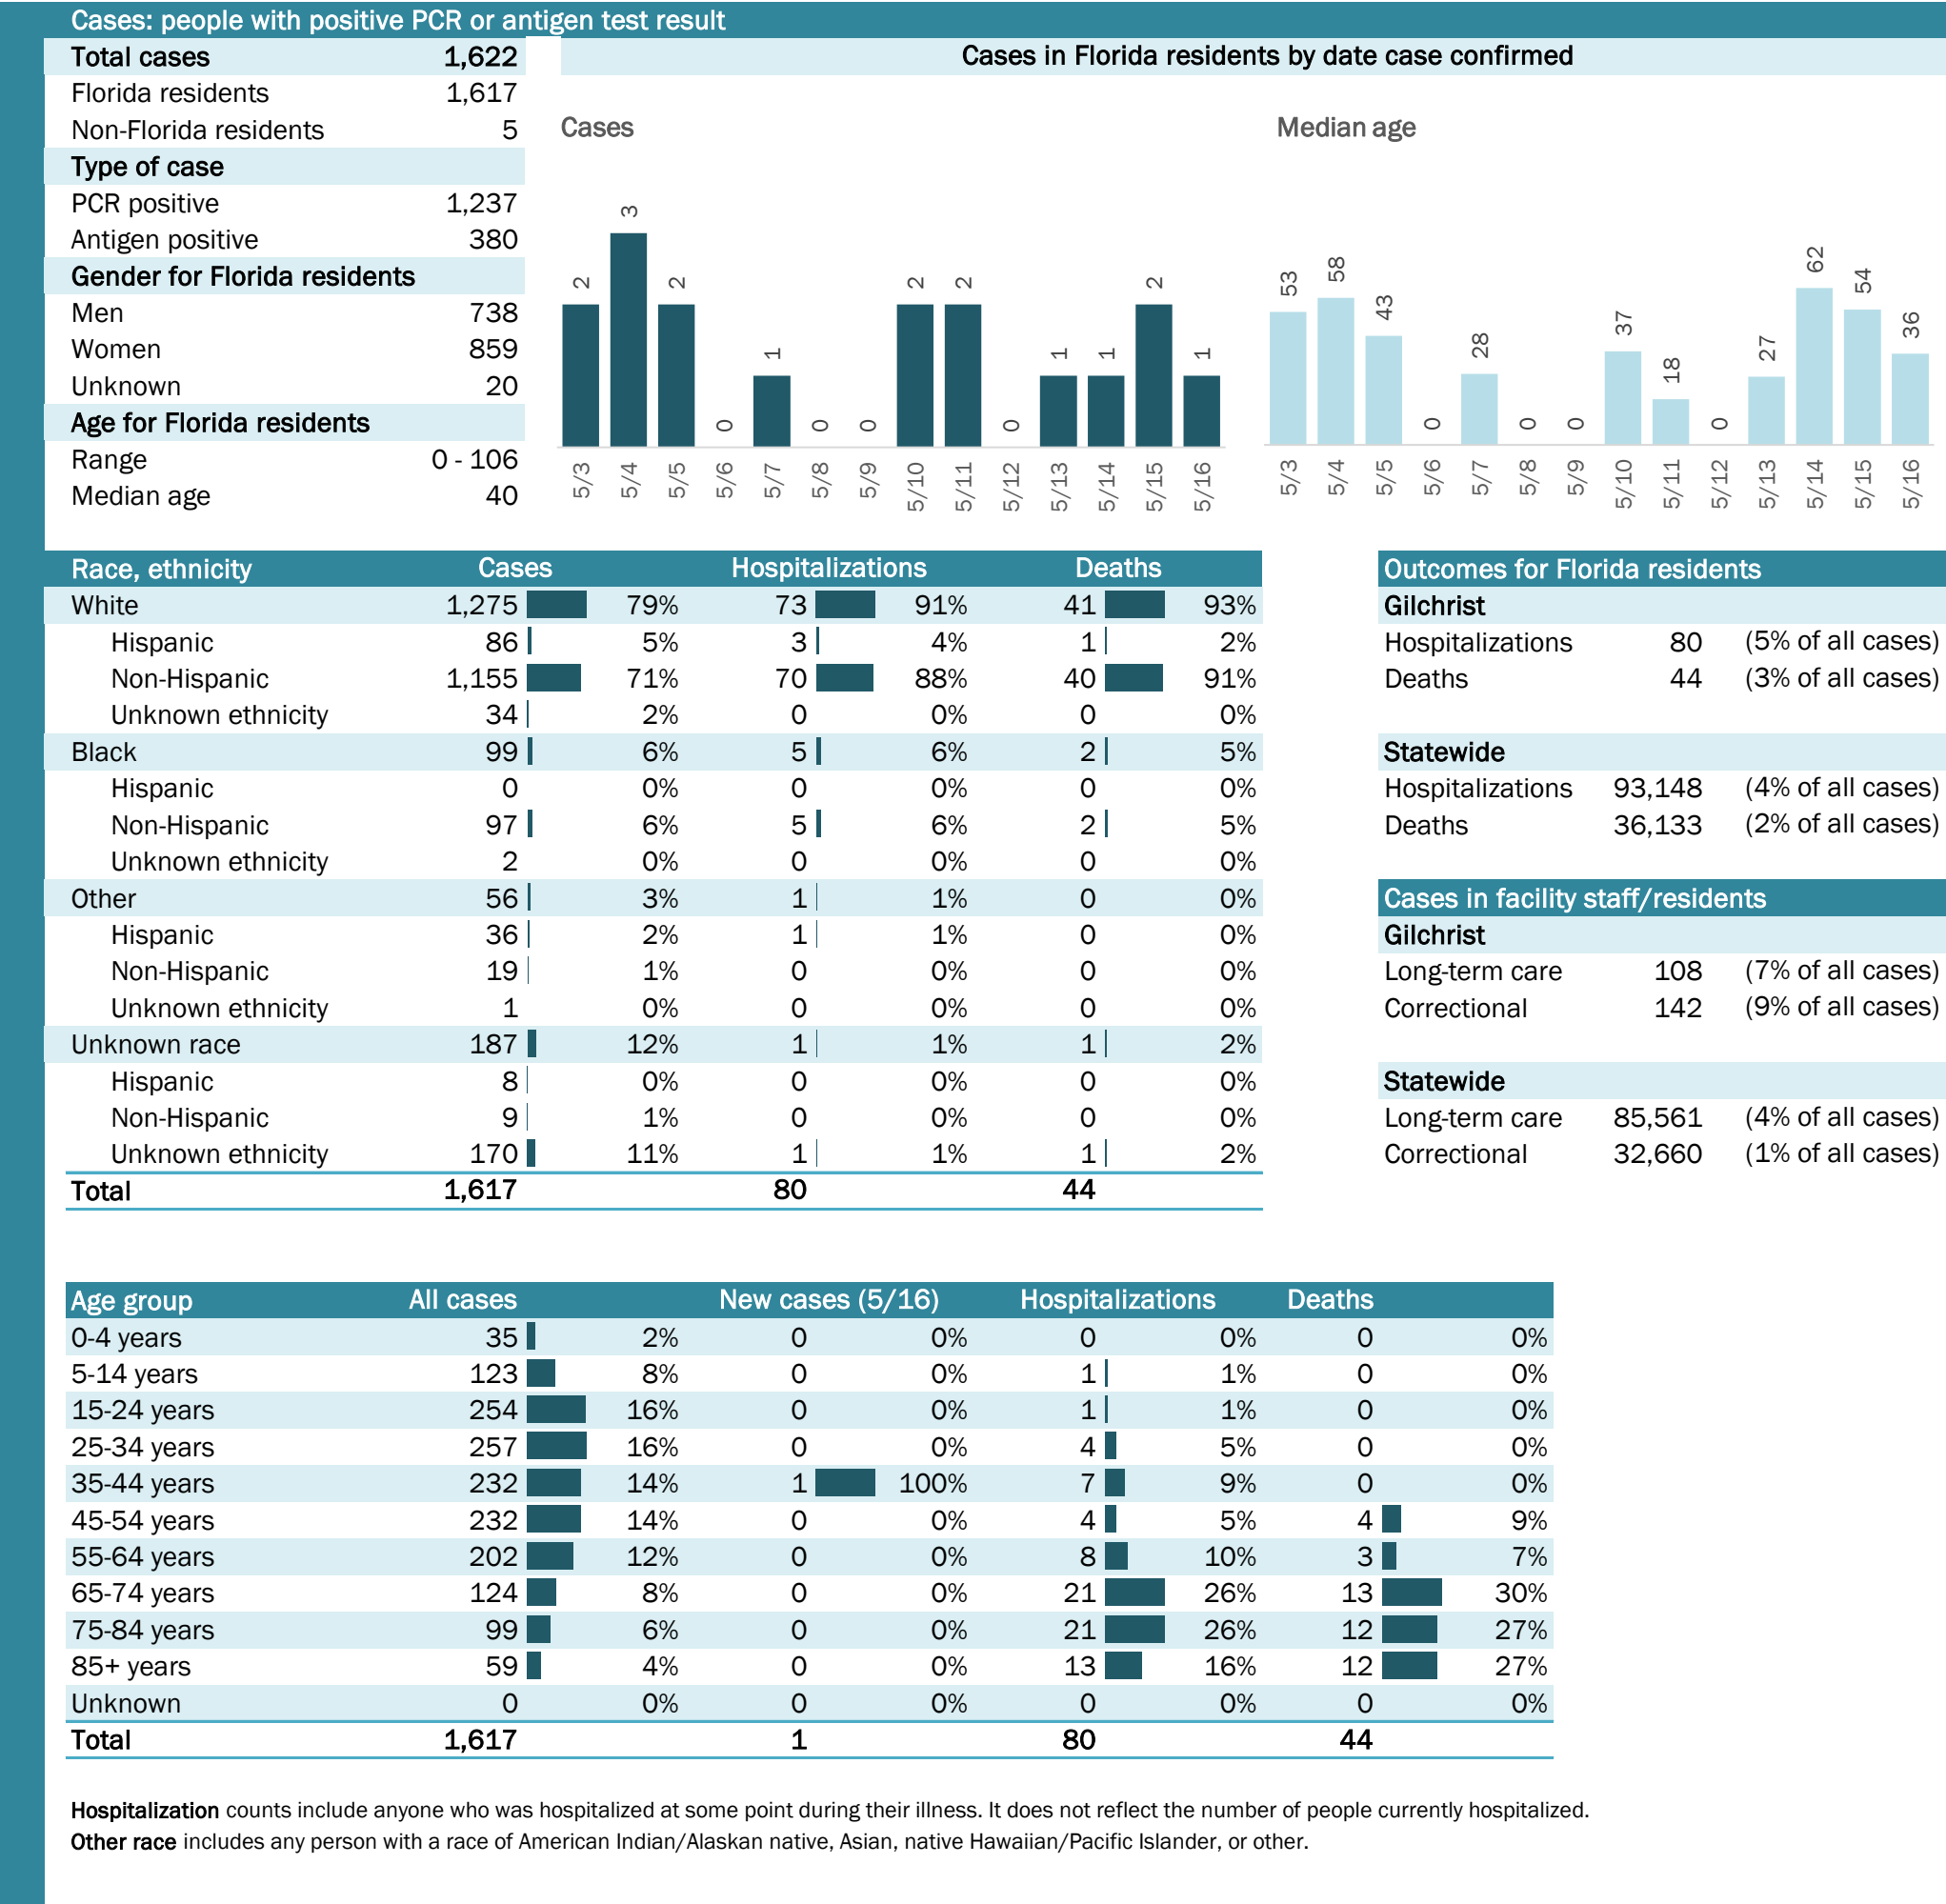 Cases: people with positive PCR or antigen test result
Total cases 1,622
Florida residents 1,617
Non-Florida residents 5
Type of case
PCR positive 1,237
Antigen positive 380
Gender for Florida residents
Men 738
Women 859
Unknown 20
Age for Florida residents
Range 0 - 106
Median age 40
Cases in Florida residents by date case confirmed
Cases
2 3 2 0 1 0 0 2 2 0 1 1 2 1
5/3 5/4 5/5 5/6 5/7 5/8 5/9 5/10 5/11 5/12 5/13 5/14 5/15 5/16
Median age
53 58 43 0 28 0 0 37 18 0 27 62 54 36
5/3 5/4 5/5 5/6 5/7 5/8 5/9 5/10 5/11 5/12 5/13 5/14 5/15 5/16
Race, ethnicity Cases Hospitalizations Deaths
White 1,275 79% 73 91% 41 93%
Hispanic 86 5% 3 4% 1 2%
Non-Hispanic 1,155 71% 70 88% 40 91%
Unknown ethnicity 34 2% 0 0% 0 0%
Black 99 6% 5 6% 2 5%
Hispanic 0 0% 0 0% 0 0%
Non-Hispanic 97 6% 5 6% 2 5%
Unknown ethnicity 2 0% 0 0% 0 0%
Other 56 3% 1 1% 0 0%
Hispanic 36 2% 1 1% 0 0%
Non-Hispanic 19 1% 0 0% 0 0%
Unknown ethnicity 1 0% 0 0% 0 0%
Unknown race 187 12% 1 1% 1 2%
Hispanic 8 0% 0 0% 0 0%
Non-Hispanic 9 1% 0 0% 0 0%
Unknown ethnicity 170 11% 1 1% 1 2%
Total 1,617 80 44
Outcomes for Florida residents
Gilchrist
Hospitalizations 80 (5% of all cases)
Deaths 44 (3% of all cases)
Statewide
Hospitalizations 93,148 (4% of all cases)
Deaths 36,133 (2% of all cases)
Cases in facility staff/residents
Gilchrist
Long-term care 108 (7% of all cases)
Correctional 142 (9% of all cases)
Statewide
Long-term care 85,561 (4% of all cases)
Correctional 32,660 (1% of all cases)
Age group All cases New cases (5/16) Hospitalizations Deaths
0-4 years 35 2% 0 0% 0 0% 0 0%
5-14 years 123 8% 0 0% 1 1% 0 0%
15-24 years 254 16% 0 0% 1 1% 0 0%
25-34 years 257 16% 0 0% 4 5% 0 0%
35-44 years 232 14% 1 100% 7 9% 0 0%
45-54 years 232 14% 0 0% 4 5% 4 9%
55-64 years 202 12% 0 0% 8 10% 3 7%
65-74 years 124 8% 0 0% 21 26% 13 30%
75-84 years 99 6% 0 0% 21 26% 12 27%
85+ years 59 4% 0 0% 13 16% 12 27%
Unknown 0 0% 0 0% 0 0% 0 0%
Total 1,617 1 80 44
Hospitalization counts include anyone who was hospitalized at some point during their illness. It does not reflect the number of people currently hospitalized.
Other race includes any person with a race of American Indian/Alaskan native, Asian, native Hawaiian/Pacific Islander, or other.